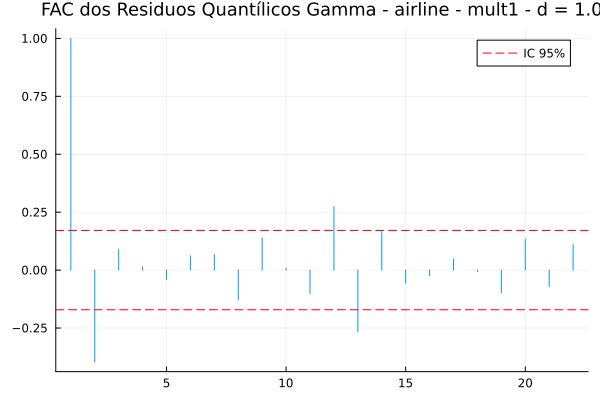 FAC dos Residuos Quantílicos Gamma - airline - mult1 - d = 1.0
IC 95%
1.00
0.75
0.50
0.25
0.00
−0.25
5 10 15 20